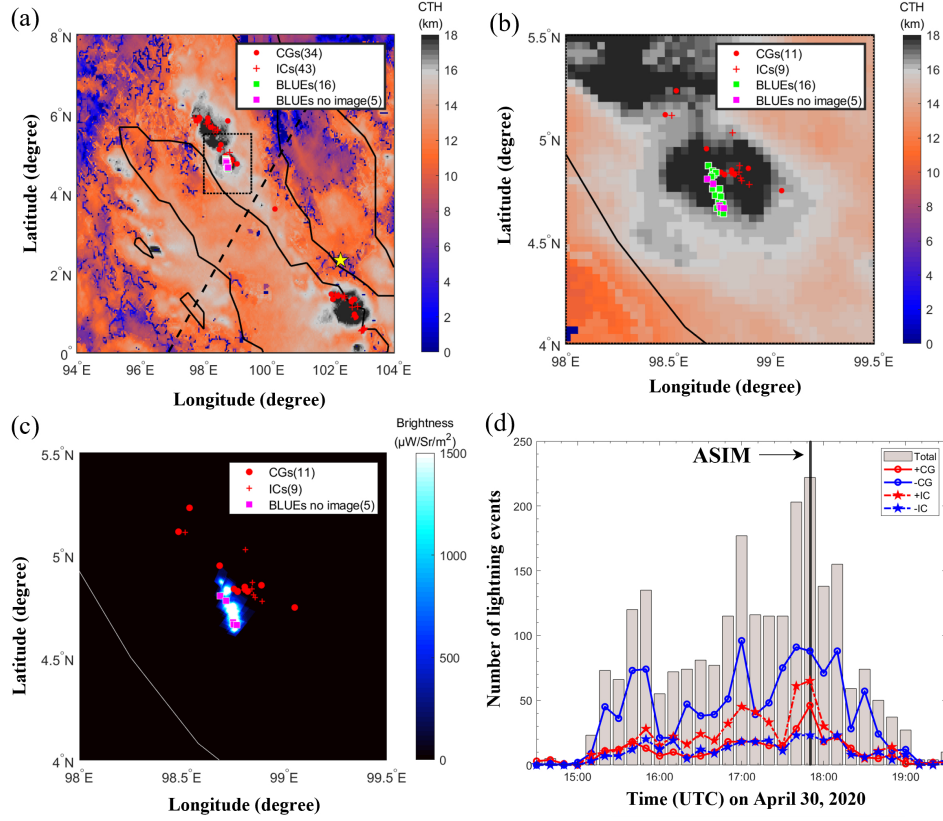 (a)
CTH
(km)
8°N
6°N
4°N
2°N
0°
94°E
96°E
98°E
100°E
102°E
104°E
Latitude (degree)
Longitude (degree)
CGs(34)
ICs(43)
BLUEs(16)
BLUEs no image(5)
18
16
14
12
10
8
6
4
2
0
(b)
CTH
(km)
5.5°N
5°N
4.5°N
4°N
98°E
98.5°E
99°E
99.5°E
Latitude (degree)
Longitude (degree)
CGs(11)
ICs(9)
BLUEs(16)
BLUEs no image(5)
18
16
14
12
10
8
6
4
2
0
(c)
Brightness
(μW/Sr/m²)
5.5°N
5°N
4.5°N
4°N
98°E
98.5°E
99°E
99.5°E
Latitude (degree)
Longitude (degree)
CGs(11)
ICs(9)
BLUEs no image(5)
1500
1000
500
0
(d)
250
200
150
100
50
0
Number of lightning events
ASIM
Total
+CG
-CG
+IC
-IC
15:00
16:00
17:00
18:00
19:00
Time (UTC) on April 30, 2020